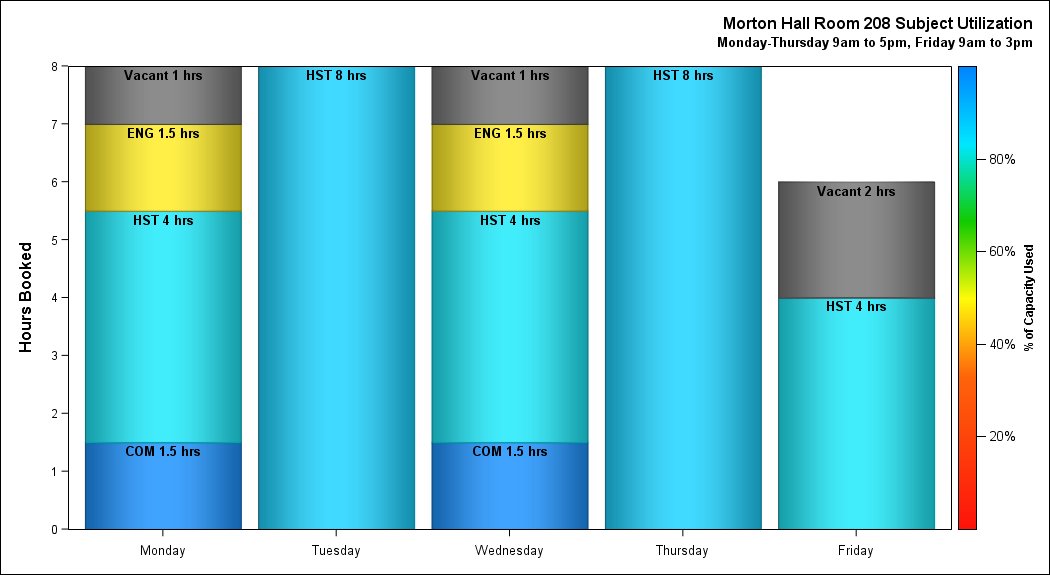 Morton Hall Room 208 Subject Utilization
Monday-Thursday 9am to 5pm, Friday 9am to 3pm
Hours Booked
8
7
6
5
4
3
2
1
0
Vacant 1 hrs
ENG 1.5 hrs
HST 4 hrs
COM 1.5 hrs
HST 8 hrs
Vacant 1 hrs
ENG 1.5 hrs
HST 4 hrs
COM 1.5 hrs
HST 8 hrs
Vacant 2 hrs
HST 4 hrs
Monday
Tuesday
Wednesday
Thursday
Friday
80%
60%
40%
20%
% of Capacity Used